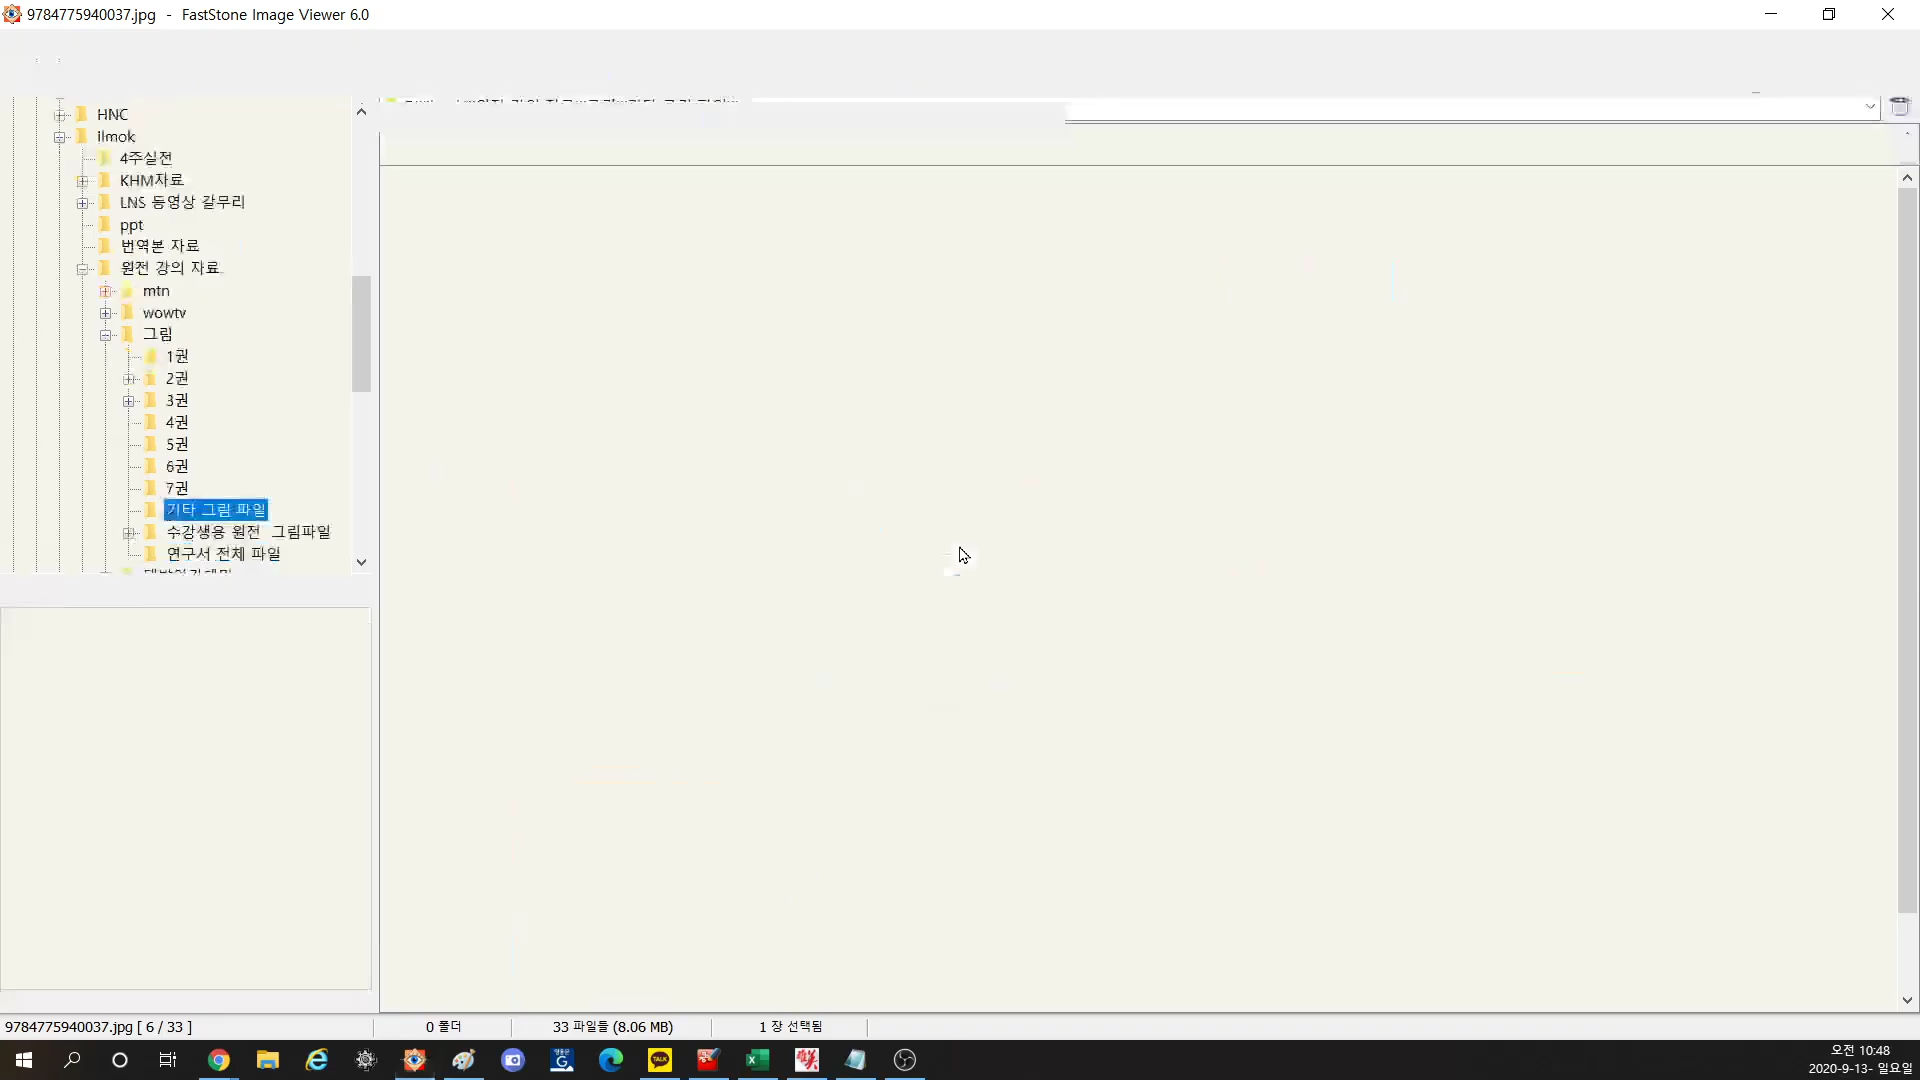 9784775940037.jpg  -  FastStone Image Viewer 6.0
HNC
ilmok
4주실전
KHM자료
LNS 동영상 갈무리
ppt
번역본 자료
원전 강의 자료
mtn
wowtv
그림
1권
2권
3권
4권
5권
6권
7권
기타 그림 파일
수강생용 원전  그림파일
연구서 전체 파일
9784775940037.jpg [ 6 / 33 ]
0 폴더
33 파일들 (8.06 MB)
1 장 선택됨
TALK
오전 10:48
2020-9-13- 일요일